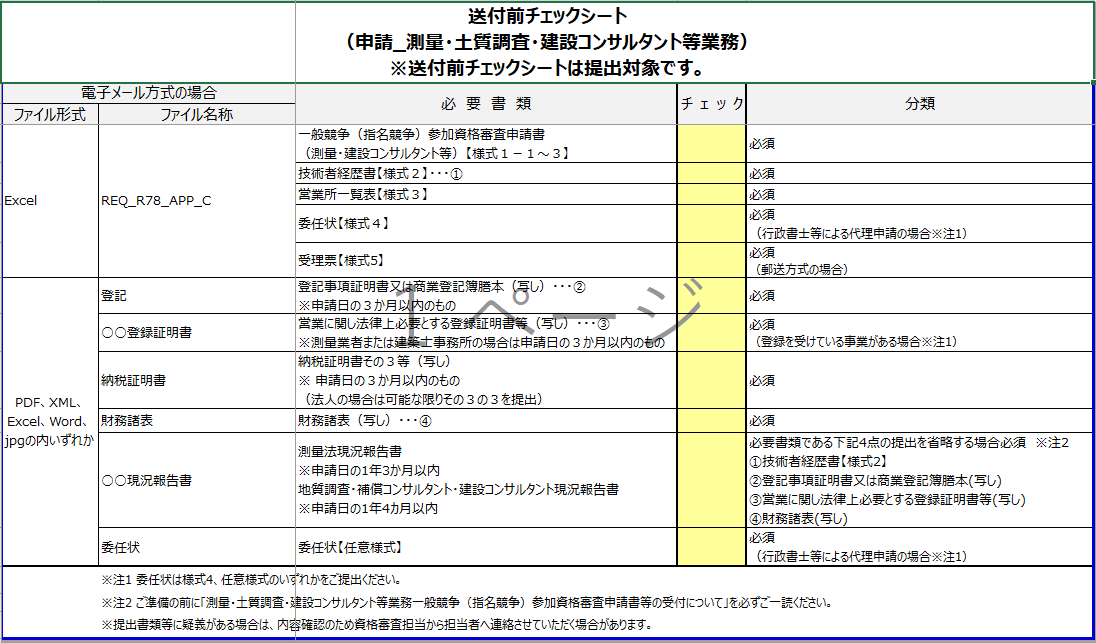 送付前チェックシート
（申請_測量・土質調査・建設コンサルタント等業務）
※送付前チェックシートは提出対象です。
電子メール方式の場合
必 要 書 類
チェック
分類
ファイル形式
ファイル名称
Excel
REQ_R78_APP_C
一般競争（指名競争）参加資格審査申請書
（測量・建設コンサルタント等）【様式１－１～３】
必須
技術者経歴書【様式２】・・・①
必須
営業所一覧表【様式３】
必須
委任状【様式４】
必須
（行政書士等による代理申請の場合※注1）
受理票【様式5】
必須
（郵送方式の場合）
PDF、XML、
Excel、Word、
jpgの内いずれか
登記
登記事項証明書又は商業登記簿謄本（写し）・・・②
※申請日の３か月以内のもの
必須
○○登録証明書
営業に関し法律上必要とする登録証明書等（写し）・・・③
※測量業者または建築士事務所の場合は申請日の３か月以内のもの
必須
（登録を受けている事業がある場合※注1）
納税証明書
納税証明書その３等（写し）
※ 申請日の３か月以内のもの
（法人の場合は可能な限りその３の３を提出）
必須
財務諸表
財務諸表（写し）・・・④
必須
○○現況報告書
測量法現況報告書
※申請日の1年3か月以内
地質調査・補償コンサルタント・建設コンサルタント現況報告書
※申請日の1年4カ月以内
必要書類である下記4点の提出を省略する場合必須　※注2
①技術者経歴書【様式2】
②登記事項証明書又は商業登記簿謄本(写し)
③営業に関し法律上必要とする登録証明書等(写し)
④財務諸表(写し)
委任状
委任状【任意様式】
必須
（行政書士等による代理申請の場合※注1）
※注1 委任状は様式4、任意様式のいずれかをご提出ください。
※注2 ご準備の前に「測量・土質調査・建設コンサルタント等業務一般競争（指名競争）参加資格審査申請書等の受付について」を必ずご一読ください。
※提出書類等に疑義がある場合は、内容確認のため資格審査担当から担当者へ連絡させていただく場合があります。
1 ページ